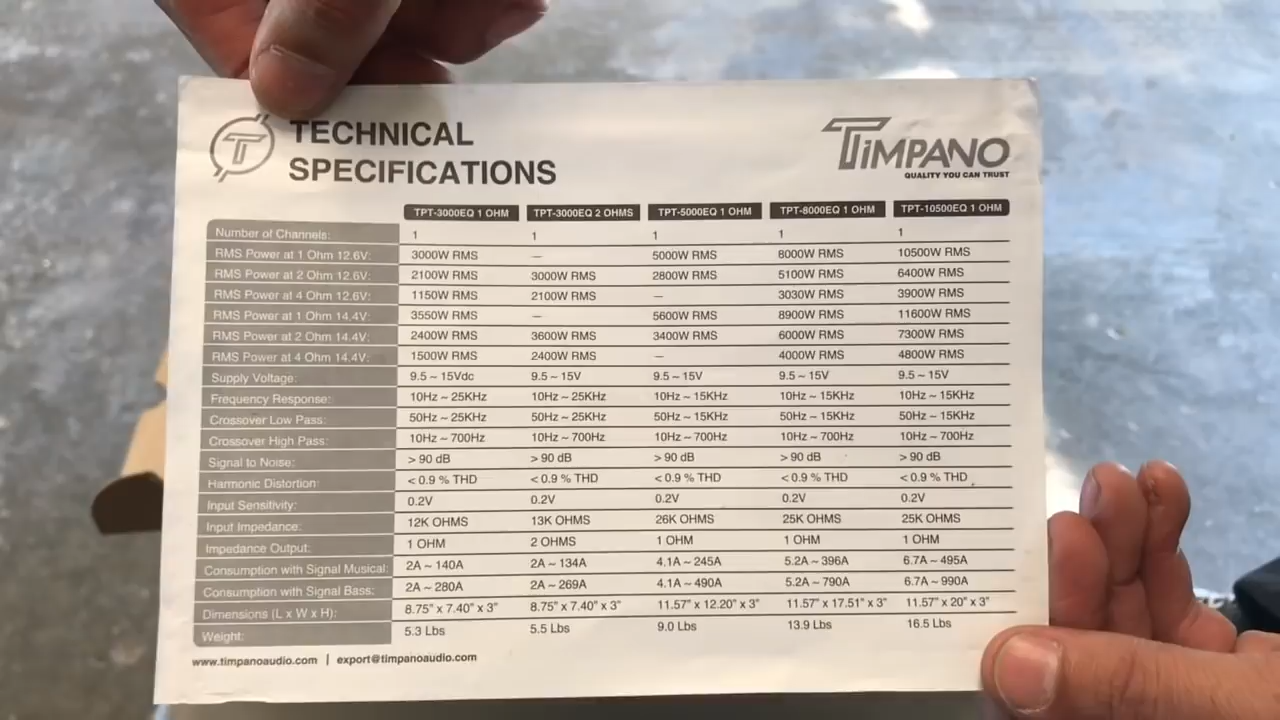 TECHNICAL
SPECIFICATIONS
TIMPANO
QUALITY YOU CAN TRUST
TPT-3000EQ 1 OHM TPT-3000EQ 2 OHMS TPT-5000EQ 1 OHM TPT-8000EQ 1 OHM TPT-10500EQ 1 OHM
Number of Channels: 1 1 1 1 1
RMS Power at 1 Ohm 12.6V: 3000W RMS — 5000W RMS 8000W RMS 10500W RMS
RMS Power at 2 Ohm 12.6V: 2100W RMS 3000W RMS 2800W RMS 5100W RMS 6400W RMS
RMS Power at 4 Ohm 12.6V: 1150W RMS 2100W RMS — 3030W RMS 3900W RMS
RMS Power at 1 Ohm 14.4V: 3550W RMS — 5600W RMS 8900W RMS 11600W RMS
RMS Power at 2 Ohm 14.4V: 2400W RMS 3600W RMS 3400W RMS 6000W RMS 7300W RMS
RMS Power at 4 Ohm 14.4V: 1500W RMS 2400W RMS — 4000W RMS 4800W RMS
Supply Voltage: 9.5 ~ 15Vdc 9.5 ~ 15V 9.5 ~ 15V 9.5 ~ 15V 9.5 ~ 15V
Frequency Response: 10Hz ~ 25KHz 10Hz ~ 25KHz 10Hz ~ 15KHz 10Hz ~ 15KHz 10Hz ~ 15KHz
Crossover Low Pass: 50Hz ~ 25KHz 50Hz ~ 25KHz 50Hz ~ 15KHz 50Hz ~ 15KHz 50Hz ~ 15KHz
Crossover High Pass: 10Hz ~ 700Hz 10Hz ~ 700Hz 10Hz ~ 700Hz 10Hz ~ 700Hz 10Hz ~ 700Hz
Signal to Noise: > 90 dB > 90 dB > 90 dB > 90 dB > 90 dB
Harmonic Distortion: < 0.9 % THD < 0.9 % THD < 0.9 % THD < 0.9 % THD < 0.9 % THD
Input Sensitivity: 0.2V 0.2V 0.2V 0.2V 0.2V
Input Impedance: 12K OHMS 13K OHMS 26K OHMS 25K OHMS 25K OHMS
Impedance Output: 1 OHM 2 OHMS 1 OHM 1 OHM 1 OHM
Consumption with Signal Musical: 2A ~ 140A 2A ~ 134A 4.1A ~ 245A 5.2A ~ 396A 6.7A ~ 495A
Consumption with Signal Bass: 2A ~ 280A 2A ~ 269A 4.1A ~ 490A 5.2A ~ 790A 6.7A ~ 990A
Dimensions (L x W x H): 8.75" x 7.40" x 3" 8.75" x 7.40" x 3" 11.57" x 12.20" x 3" 11.57" x 17.51" x 3" 11.57" x 20" x 3"
Weight: 5.3 Lbs 5.5 Lbs 9.0 Lbs 13.9 Lbs 16.5 Lbs
www.timpanoaudio.com | export@timpanoaudio.com